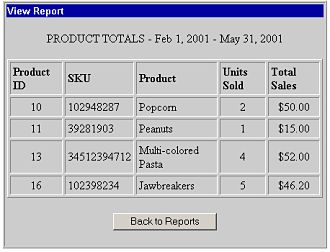 View Report
PRODUCT TOTALS - Feb 1, 2001 - May 31, 2001
Product ID SKU Product Units Sold Total Sales
10 102948287 Popcorn 2 $50.00
11 39281903 Peanuts 1 $15.00
13 34512394712 Multi-colored Pasta 4 $52.00
16 102398234 Jawbreakers 5 $46.20
Back to Reports